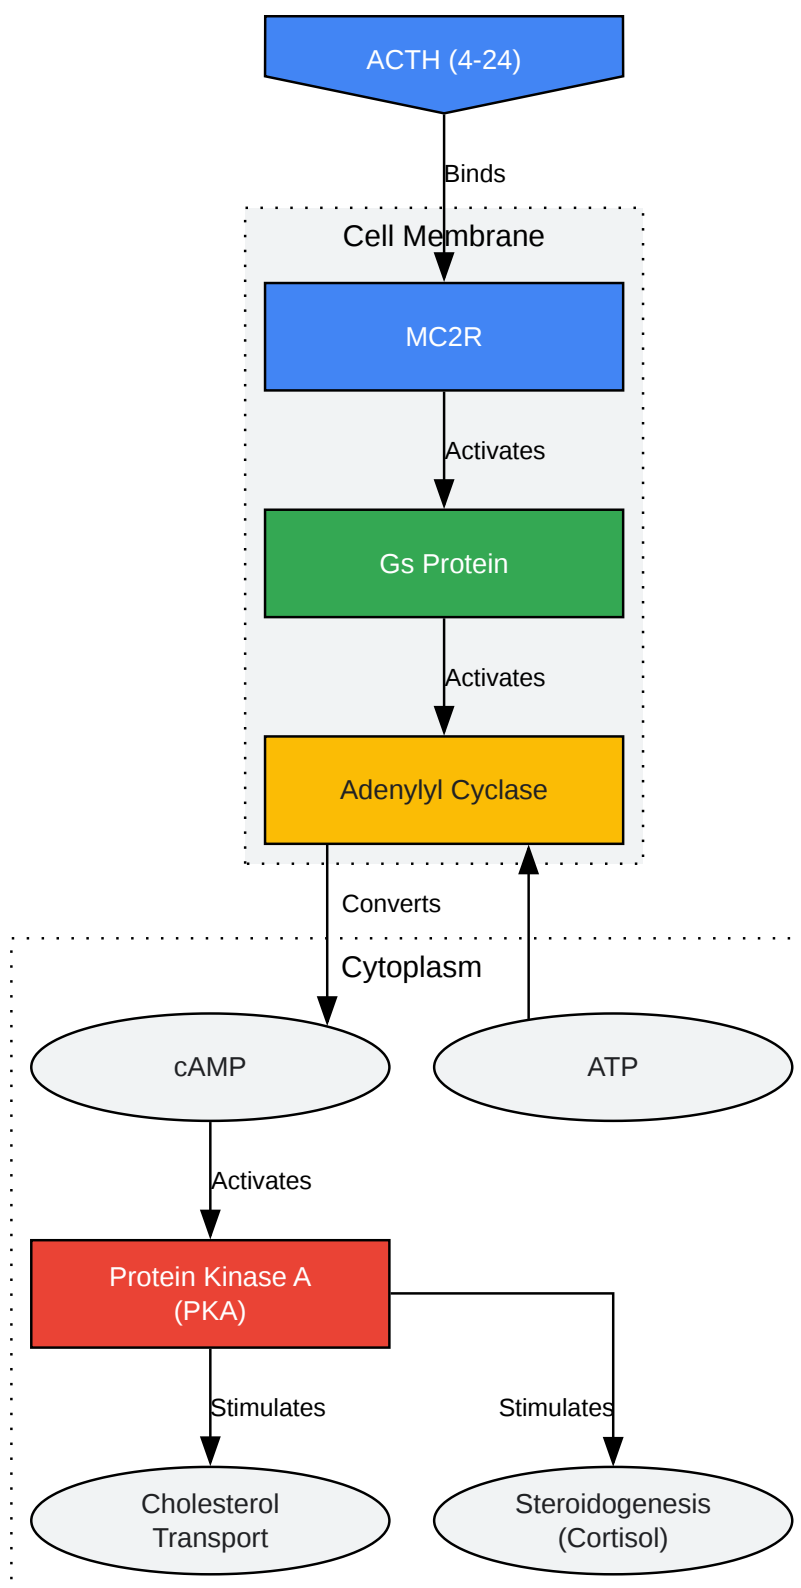 ACTH (4-24)
Binds
Cell Membrane
MC2R
Activates
Gs Protein
Activates
Adenylyl Cyclase
Converts
Cytoplasm
cAMP
ATP
Activates
Protein Kinase A
(PKA)
Stimulates
Stimulates
Cholesterol
Transport
Steroidogenesis
(Cortisol)